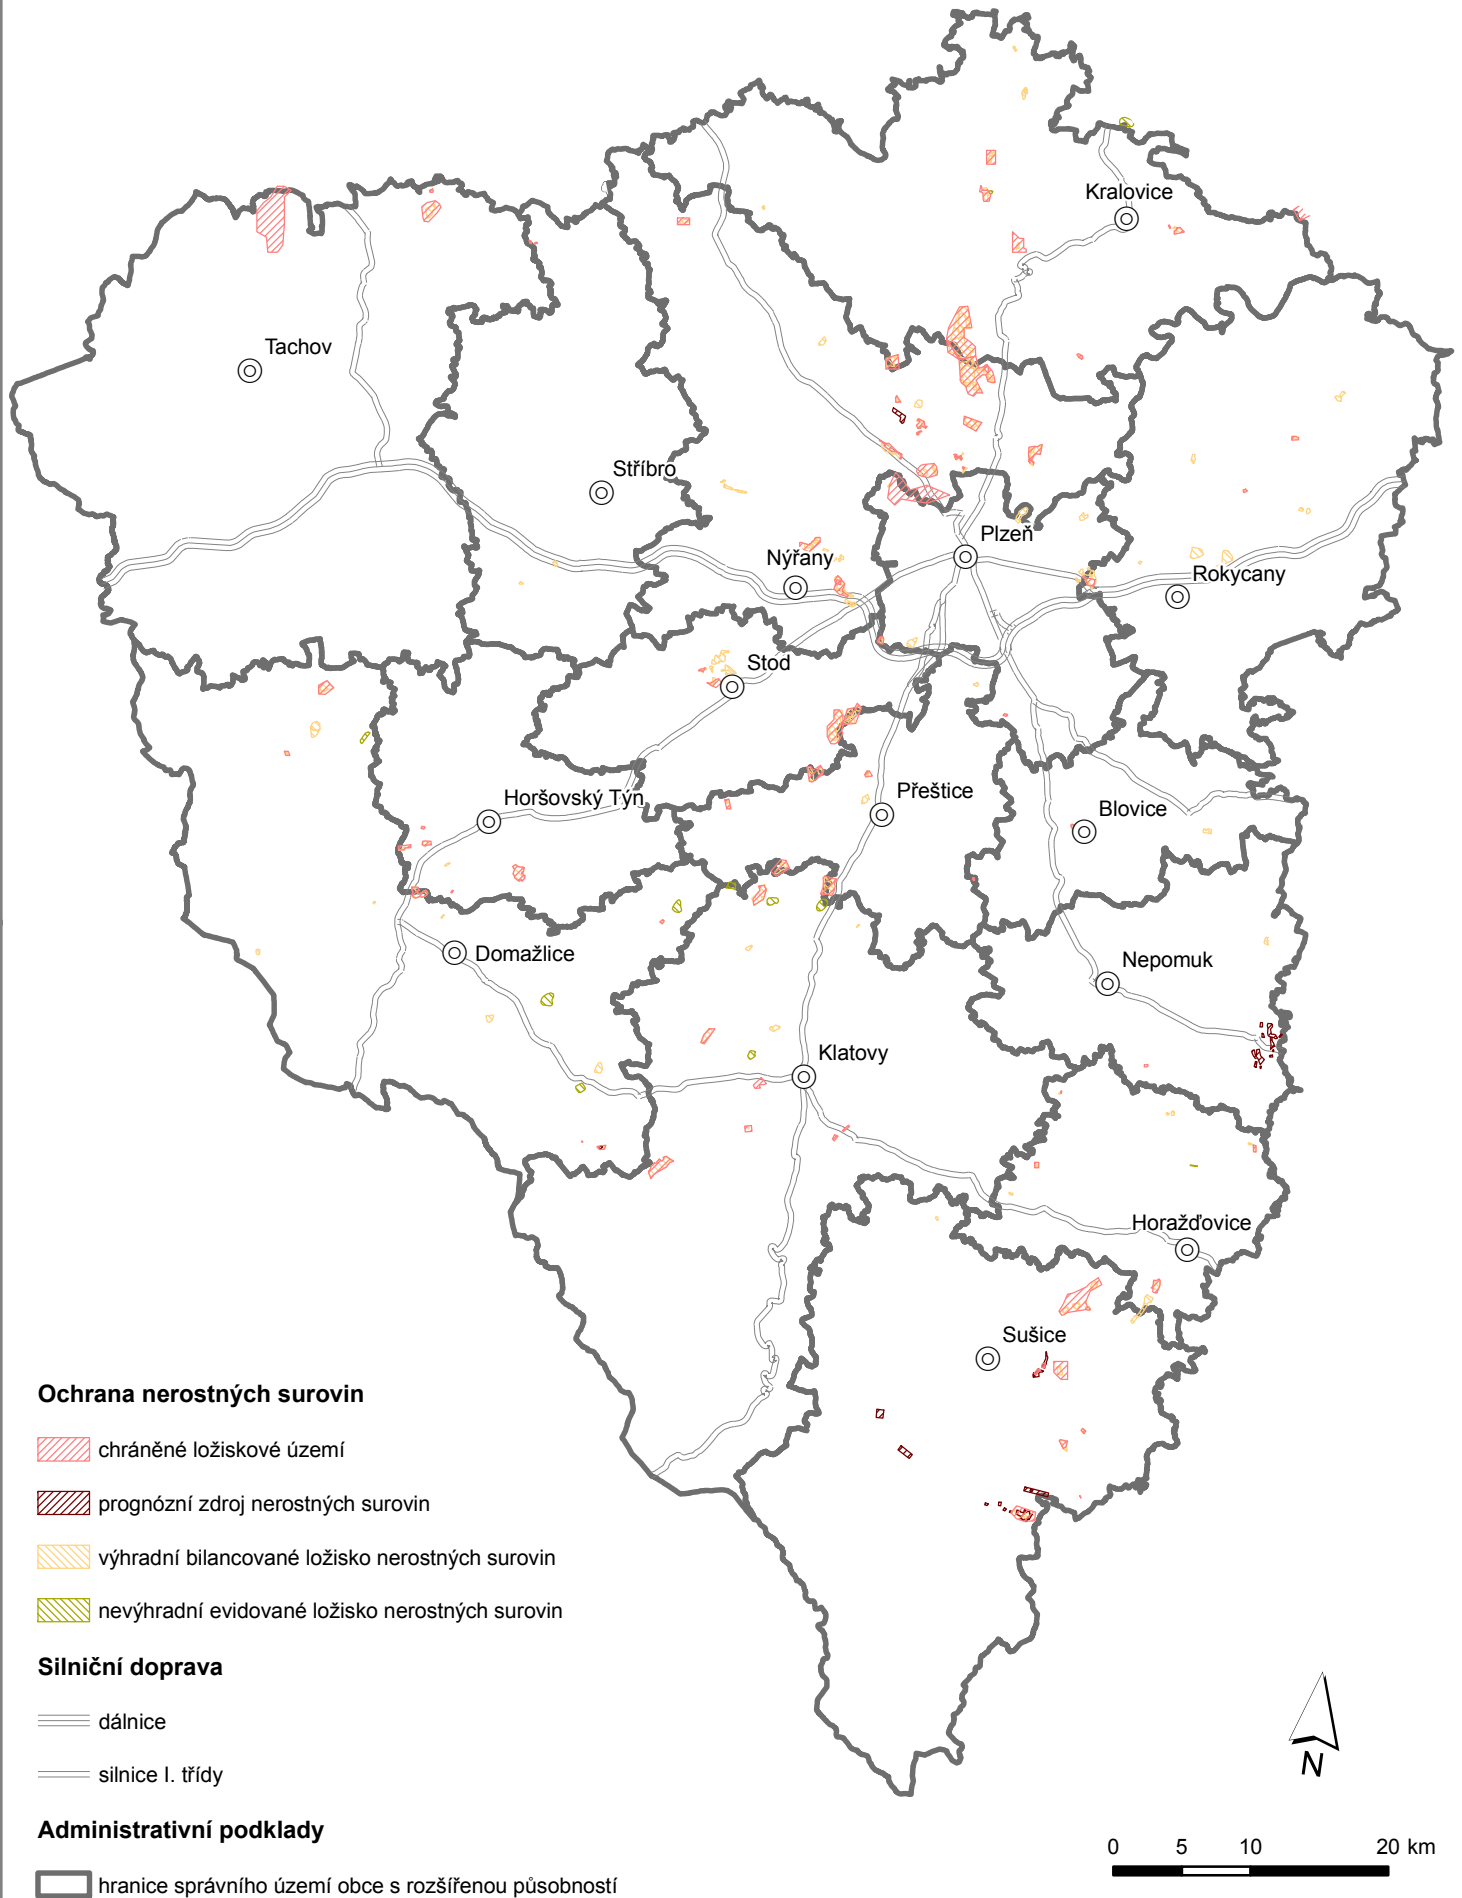 Kralovice
Tachov
Stříbro
Plzeň
Nýřany
Rokycany
Stod
Přeštice
Horšovský Týn
Blovice
Domažlice
Nepomuk
Klatovy
Horažďovice
Sušice
Ochrana nerostných surovin
chráněné ložiskové území
prognózní zdroj nerostných surovin
výhradní bilancované ložisko nerostných surovin
nevýhradní evidované ložisko nerostných surovin
Silniční doprava
dálnice
silnice I. třídy
Administrativní podklady
hranice správního území obce s rozšířenou působností
N
0 5 10 20 km